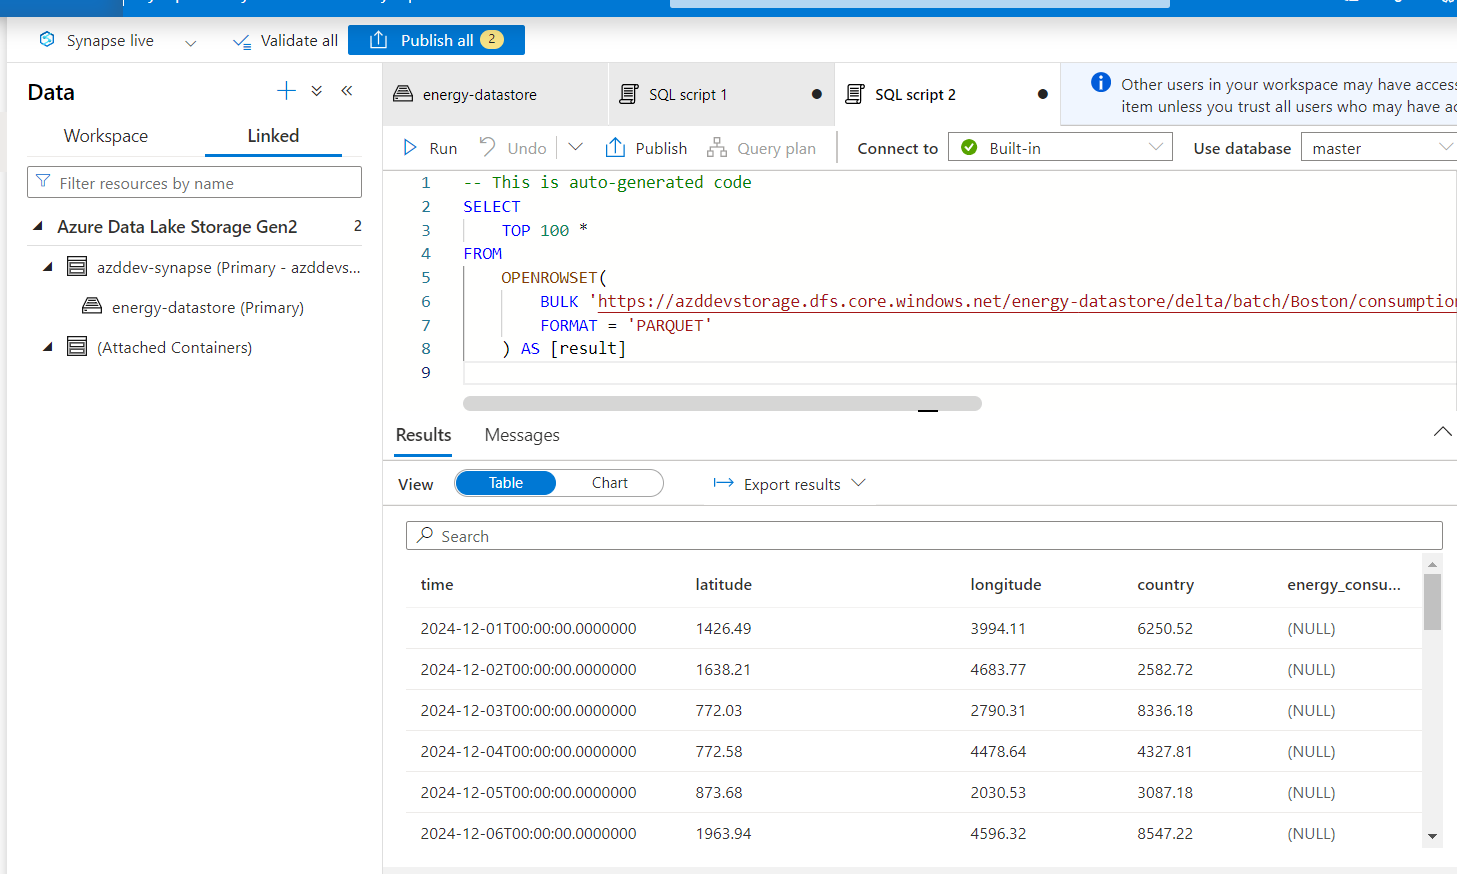 Synapse live
Validate all
Publish all 2
Data
Workspace
Linked
Filter resources by name
Azure Data Lake Storage Gen2 2
azddev-synapse (Primary - azddevs...
energy-datastore (Primary)
(Attached Containers)
energy-datastore
SQL script 1
SQL script 2
Other users in your workspace may have access
item unless you trust all users who may have ac
Run
Undo
Publish
Query plan
Connect to
Built-in
Use database
master
1 -- This is auto-generated code
2 SELECT
3 TOP 100 *
4 FROM
5 OPENROWSET(
6 BULK 'https://azddevstorage.dfs.core.windows.net/energy-datastore/delta/batch/Boston/consumption
7 FORMAT = 'PARQUET'
8 ) AS [result]
9
Results
Messages
View
Table
Chart
Export results
Search
time latitude longitude country energy_consu...
2024-12-01T00:00:00.0000000 1426.49 3994.11 6250.52 (NULL)
2024-12-02T00:00:00.0000000 1638.21 4683.77 2582.72 (NULL)
2024-12-03T00:00:00.0000000 772.03 2790.31 8336.18 (NULL)
2024-12-04T00:00:00.0000000 772.58 4478.64 4327.81 (NULL)
2024-12-05T00:00:00.0000000 873.68 2030.53 3087.18 (NULL)
2024-12-06T00:00:00.0000000 1963.94 4596.32 8547.22 (NULL)